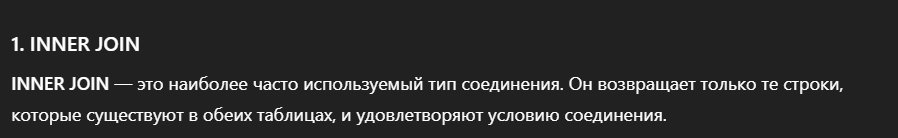 1. INNER JOIN
INNER JOIN — это наиболее часто используемый тип соединения. Он возвращает только те строки,
которые существуют в обеих таблицах, и удовлетворяют условию соединения.